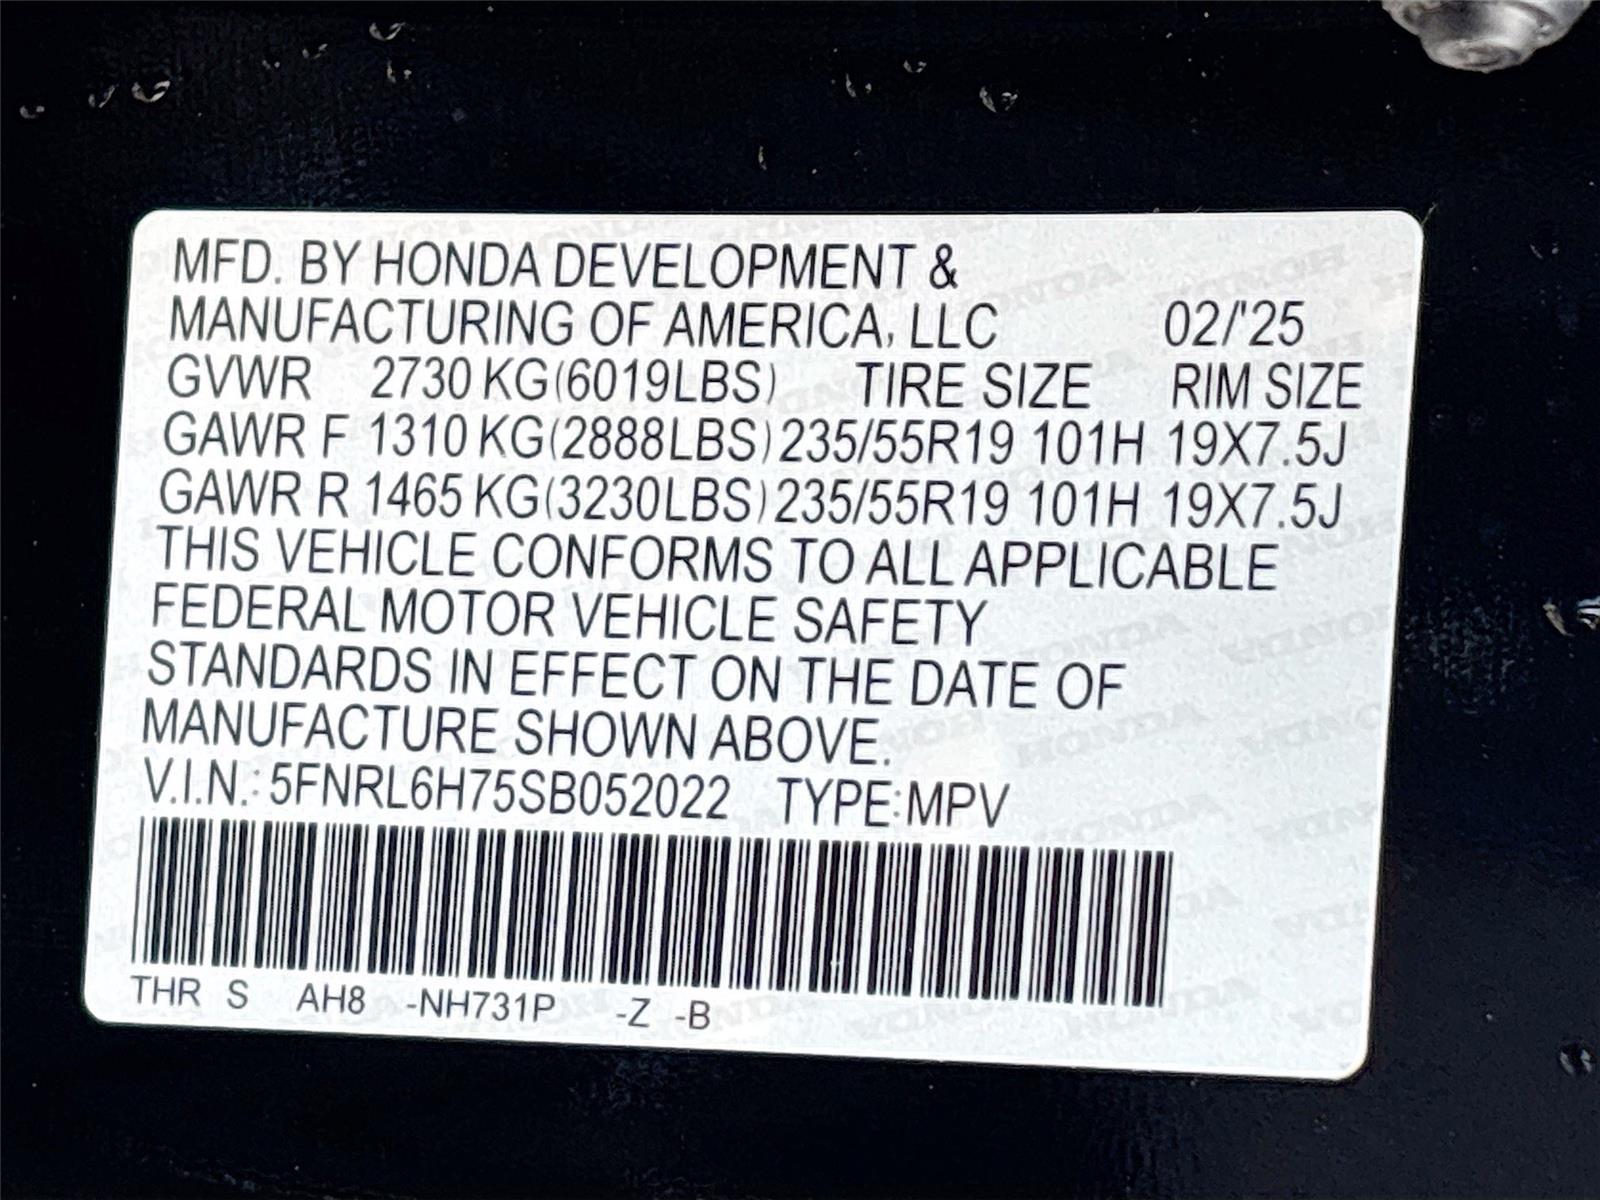 MFD. BY HONDA DEVELOPMENT &
MANUFACTURING OF AMERICA, LLC 02/'25
GVWR 2730 KG(6019LBS) TIRE SIZE RIM SIZE
GAWR F 1310 KG(2888LBS) 235/55R19 101H 19X7.5J
GAWR R 1465 KG(3230LBS) 235/55R19 101H 19X7.5J
THIS VEHICLE CONFORMS TO ALL APPLICABLE
FEDERAL MOTOR VEHICLE SAFETY
STANDARDS IN EFFECT ON THE DATE OF
MANUFACTURE SHOWN ABOVE.
V.I.N.: 5FNRL6H75SB052022 TYPE:MPV
THR S AH8 -NH731P -Z -B